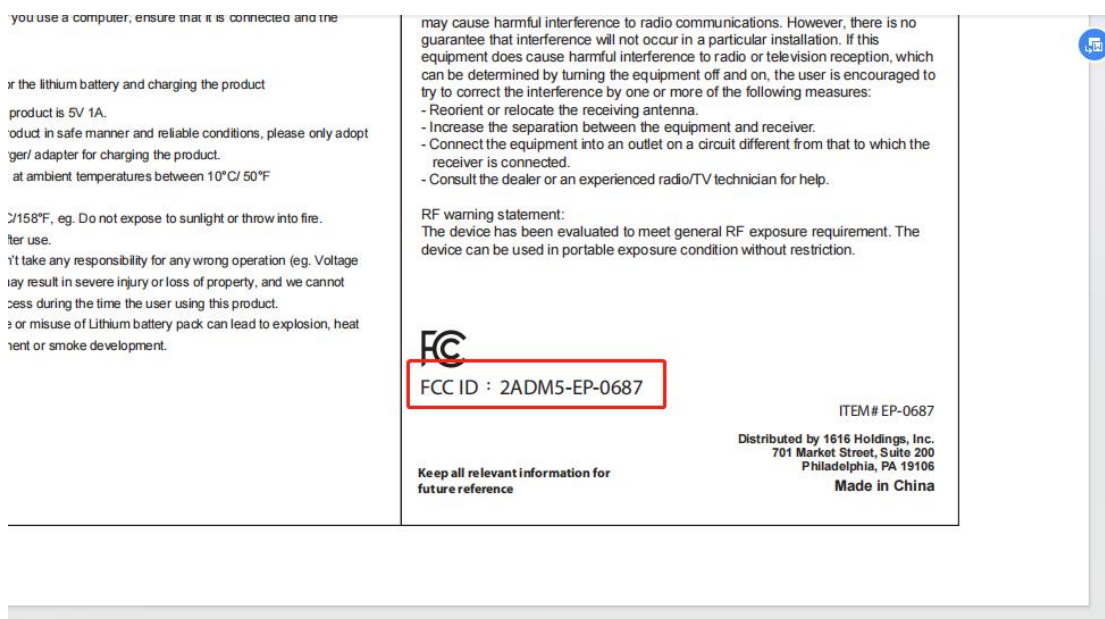 you use a computer, ensure that it is connected and the
or the lithium battery and charging the product
product is 5V 1A.
roduct in safe manner and reliable conditions, please only adopt
ger/ adapter for charging the product.
at ambient temperatures between 10°C/ 50°F
C/158°F, eg. Do not expose to sunlight or throw into fire.
fter use.
n't take any responsibility for any wrong operation (eg. Voltage
nay result in severe injury or loss of property, and we cannot
cess during the time the user using this product.
e or misuse of Lithium battery pack can lead to explosion, heat
nent or smoke development.
may cause harmful interference to radio communications. However, there is no
guarantee that interference will not occur in a particular installation. If this
equipment does cause harmful interference to radio or television reception, which
can be determined by turning the equipment off and on, the user is encouraged to
try to correct the interference by one or more of the following measures:
- Reorient or relocate the receiving antenna.
- Increase the separation between the equipment and receiver.
- Connect the equipment into an outlet on a circuit different from that to which the
receiver is connected.
- Consult the dealer or an experienced radio/TV technician for help.
RF warning statement:
The device has been evaluated to meet general RF exposure requirement. The
device can be used in portable exposure condition without restriction.
FC
FCC ID : 2ADM5-EP-0687
ITEM# EP-0687
Distributed by 1616 Holdings, Inc.
701 Market Street, Suite 200
Philadelphia, PA 19106
Made in China
Keep all relevant information for
future reference